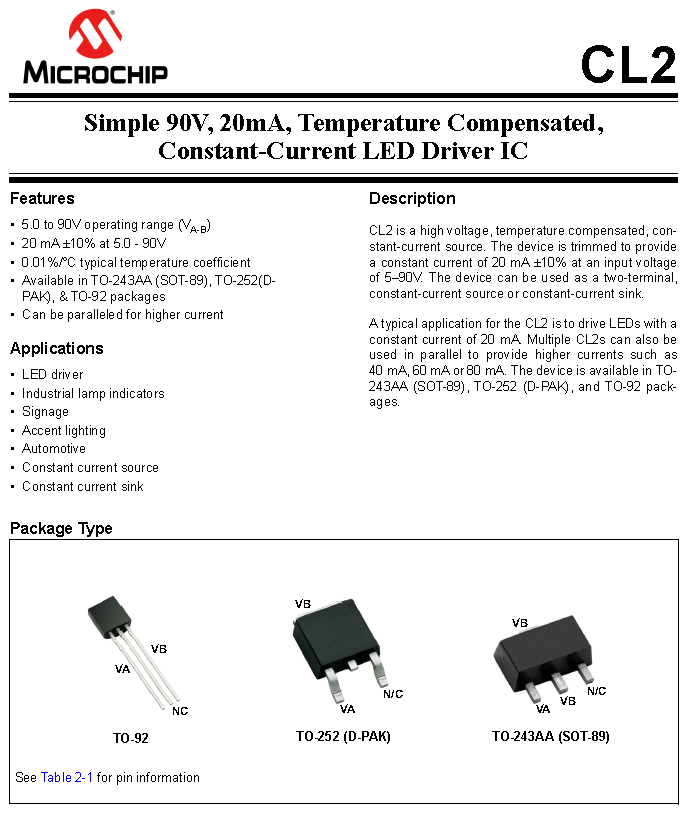 MICROCHIP
CL2
Simple 90V, 20mA, Temperature Compensated,
Constant-Current LED Driver IC
Features
• 5.0 to 90V operating range (VA-B)
• 20 mA ±10% at 5.0 - 90V
• 0.01%/°C typical temperature coefficient
• Available in TO-243AA (SOT-89), TO-252(D-
PAK), & TO-92 packages
• Can be paralleled for higher current
Applications
• LED driver
• Industrial lamp indicators
• Signage
• Accent lighting
• Automotive
• Constant current source
• Constant current sink
Description
CL2 is a high voltage, temperature compensated, con-
stant-current source. The device is trimmed to provide
a constant current of 20 mA ±10% at an input voltage
of 5–90V. The device can be used as a two-terminal,
constant-current source or constant-current sink.
A typical application for the CL2 is to drive LEDs with a
constant current of 20 mA. Multiple CL2s can also be
used in parallel to provide higher currents such as
40 mA, 60 mA or 80 mA. The device is available in TO-
243AA (SOT-89), TO-252 (D-PAK), and TO-92 pack-
ages.
Package Type
VA
VB
NC
TO-92
VB
VA
N/C
TO-252 (D-PAK)
VB
VA
VB
N/C
TO-243AA (SOT-89)
See Table 2-1 for pin information